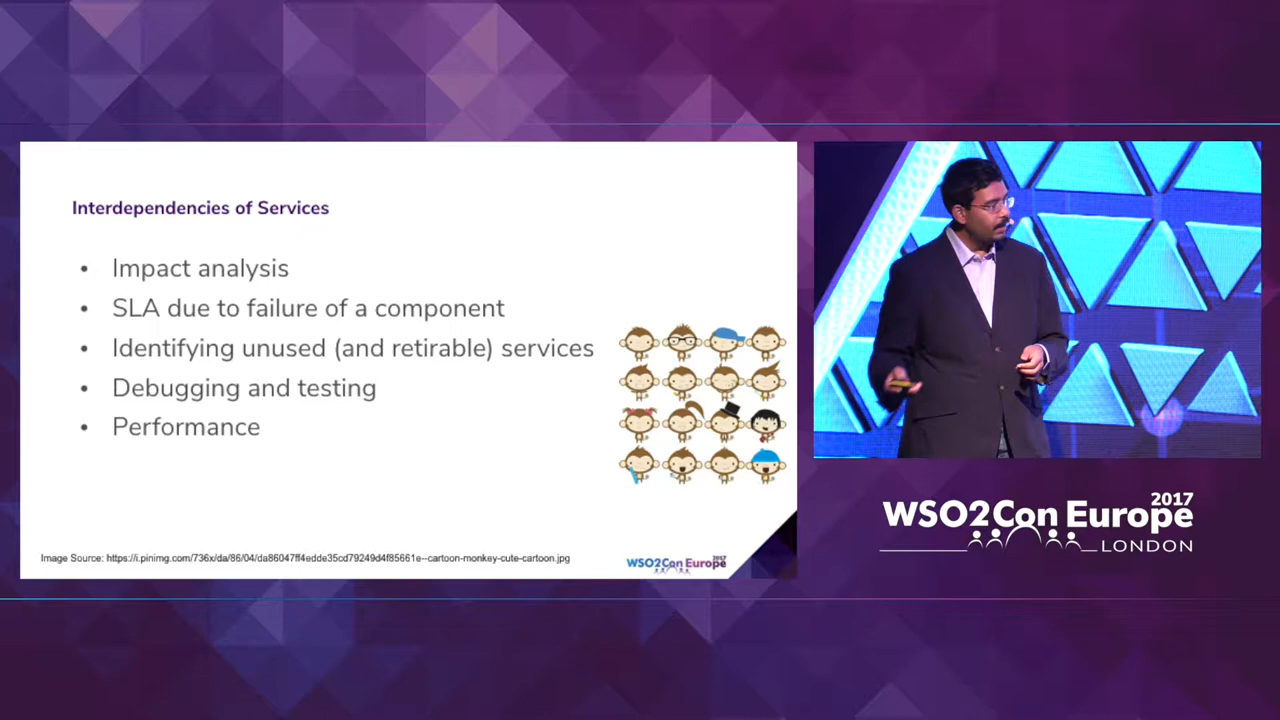 Interdependencies of Services
• Impact analysis
• SLA due to failure of a component
• Identifying unused (and retirable) services
• Debugging and testing
• Performance
Image Source: https://i.pinimg.com/736x/da/86/04/da86047ff4edde35cd79249d4f85661e--cartoon-monkey-cute-cartoon.jpg
WSO2Con Europe 2017
2017
WSO2Con Europe
LONDON